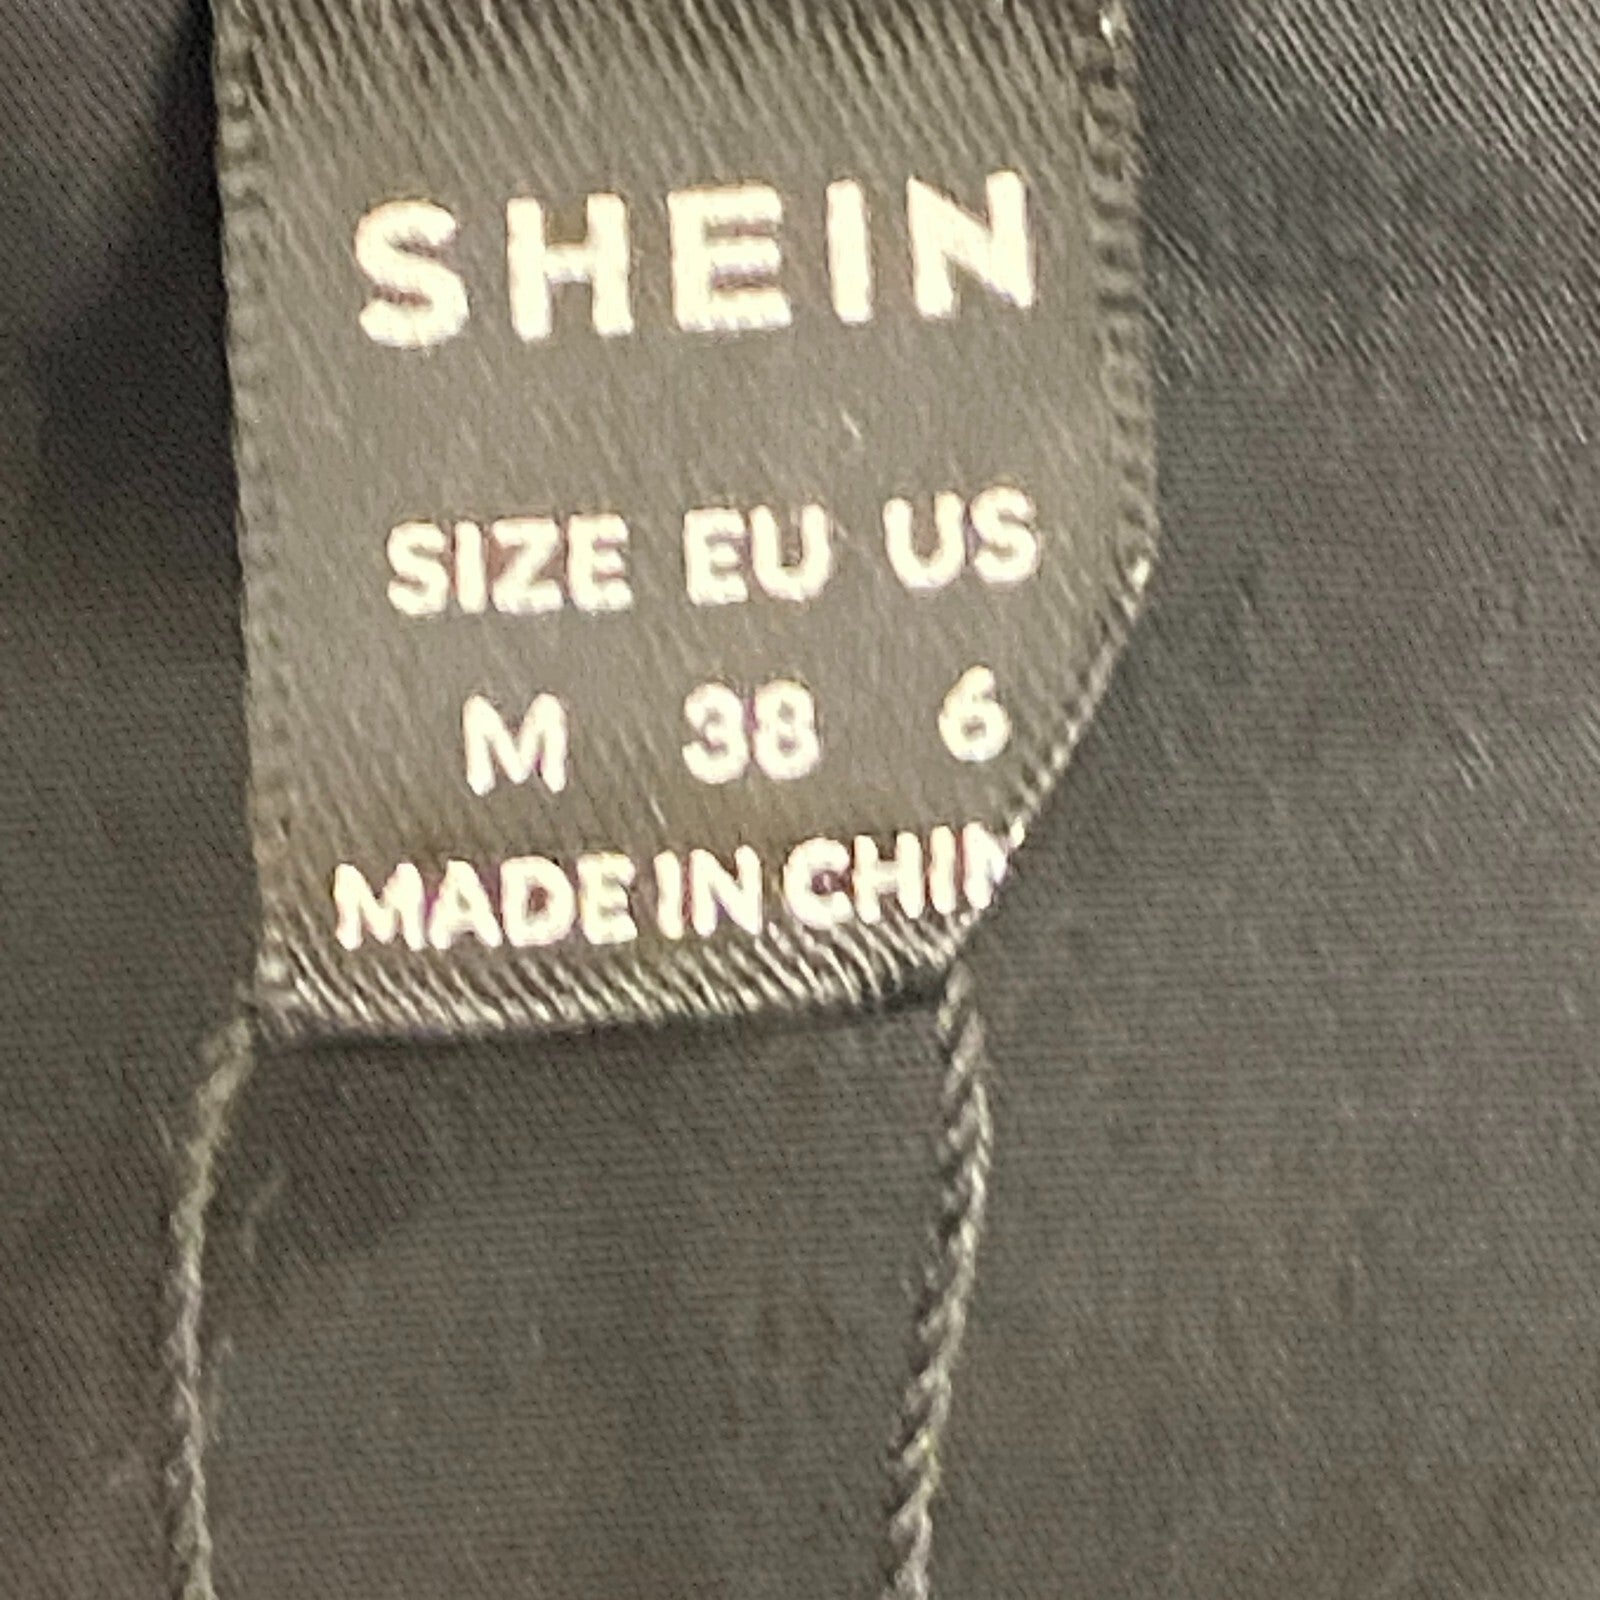 SHEIN
SIZE EU US
M 38 6
MADE IN CHIN